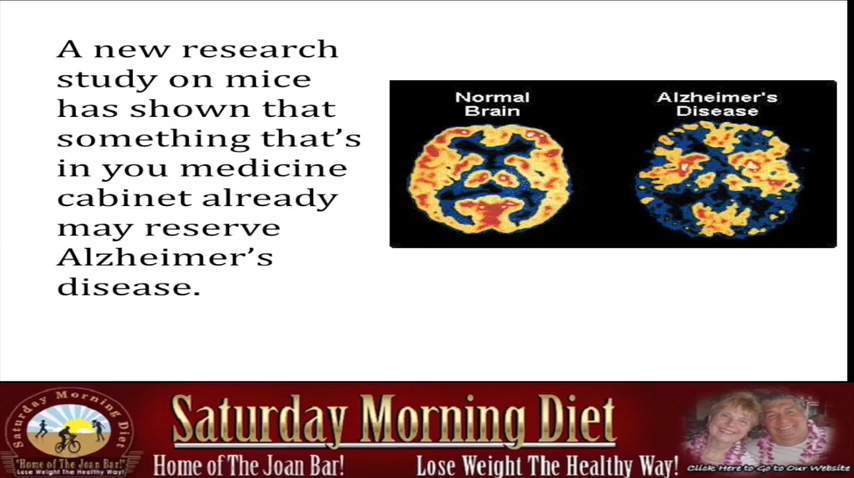 A new research
study on mice
has shown that
something that's
in you medicine
cabinet already
may reserve
Alzheimer's
disease.
Normal
Brain
Alzheimer's
Disease
Saturday Morning Diet
"Home of The Joan Bar!"
Lose Weight The Healthy Way!
Saturday Morning Diet
Home of The Joan Bar! Lose Weight The Healthy Way!
Click Here to Go to Our Website